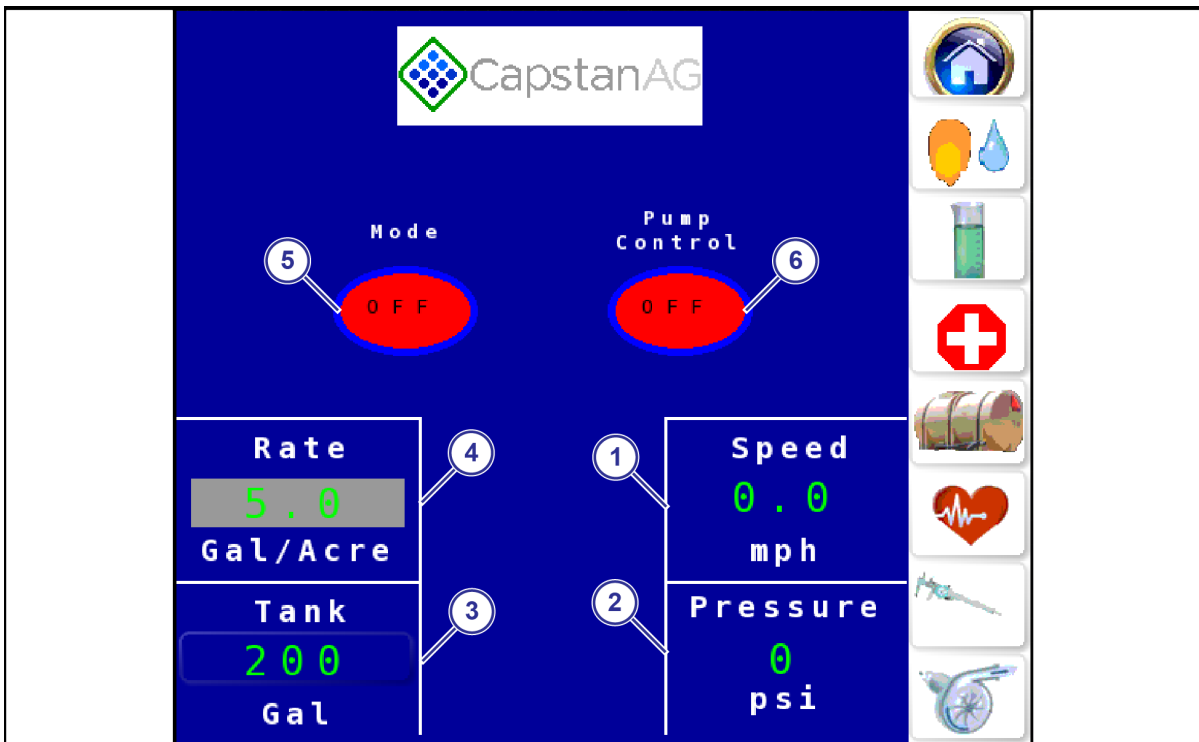 CapstanAG
Mode
Pump
Control
5
6
OFF
OFF
Rate
4
1
Speed
5.0
0.0
Gal/Acre
mph
Tank
3
2
Pressure
200
0
Gal
psi